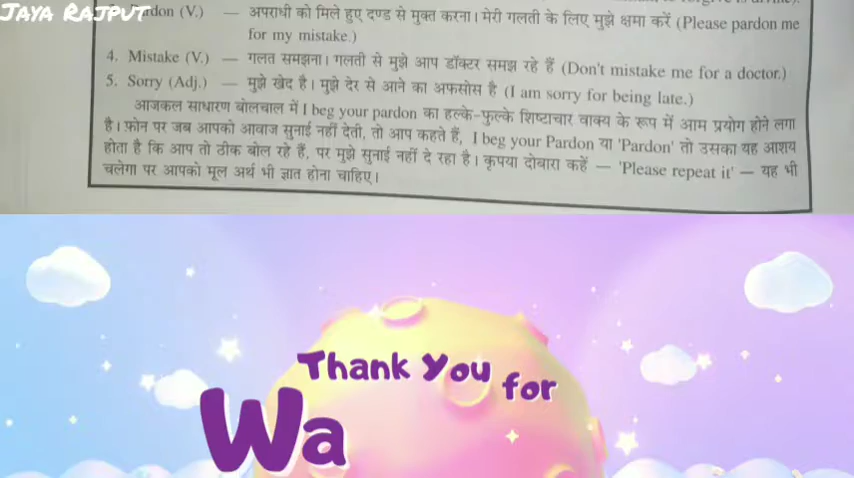 JAYA RAJPUT
(V.) — अपराधी को मिले हुए दण्ड से मुक्त करना। मेरी गलती के लिए मुझे क्षमा करें (Please pardon me
for my mistake.)
4. Mistake (V.) — गलत समझना। गलती से मुझे आप डॉक्टर समझ रहे हैं (Don't mistake me for a doctor.)
5. Sorry (Adj.) — मुझे खेद है। मुझे देर से आने का अफसोस है (I am sorry for being late.)
आजकल साधारण बोलचाल में I beg your pardon का हल्के-फुल्के शिष्टाचार वाक्य के रूप में आम प्रयोग होने लगा
है। फ़ोन पर जब आपको आवाज सुनाई नहीं देती, तो आप कहते हैं, I beg your Pardon या 'Pardon' तो उसका यह आशय
होता है कि आप तो ठीक बोल रहे हैं, पर मुझे सुनाई नहीं दे रहा है। कृपया दोबारा कहें — 'Please repeat it' — यह भी
चलेगा पर आपको मूल अर्थ भी ज्ञात होना चाहिए।
Thank You for
Wa